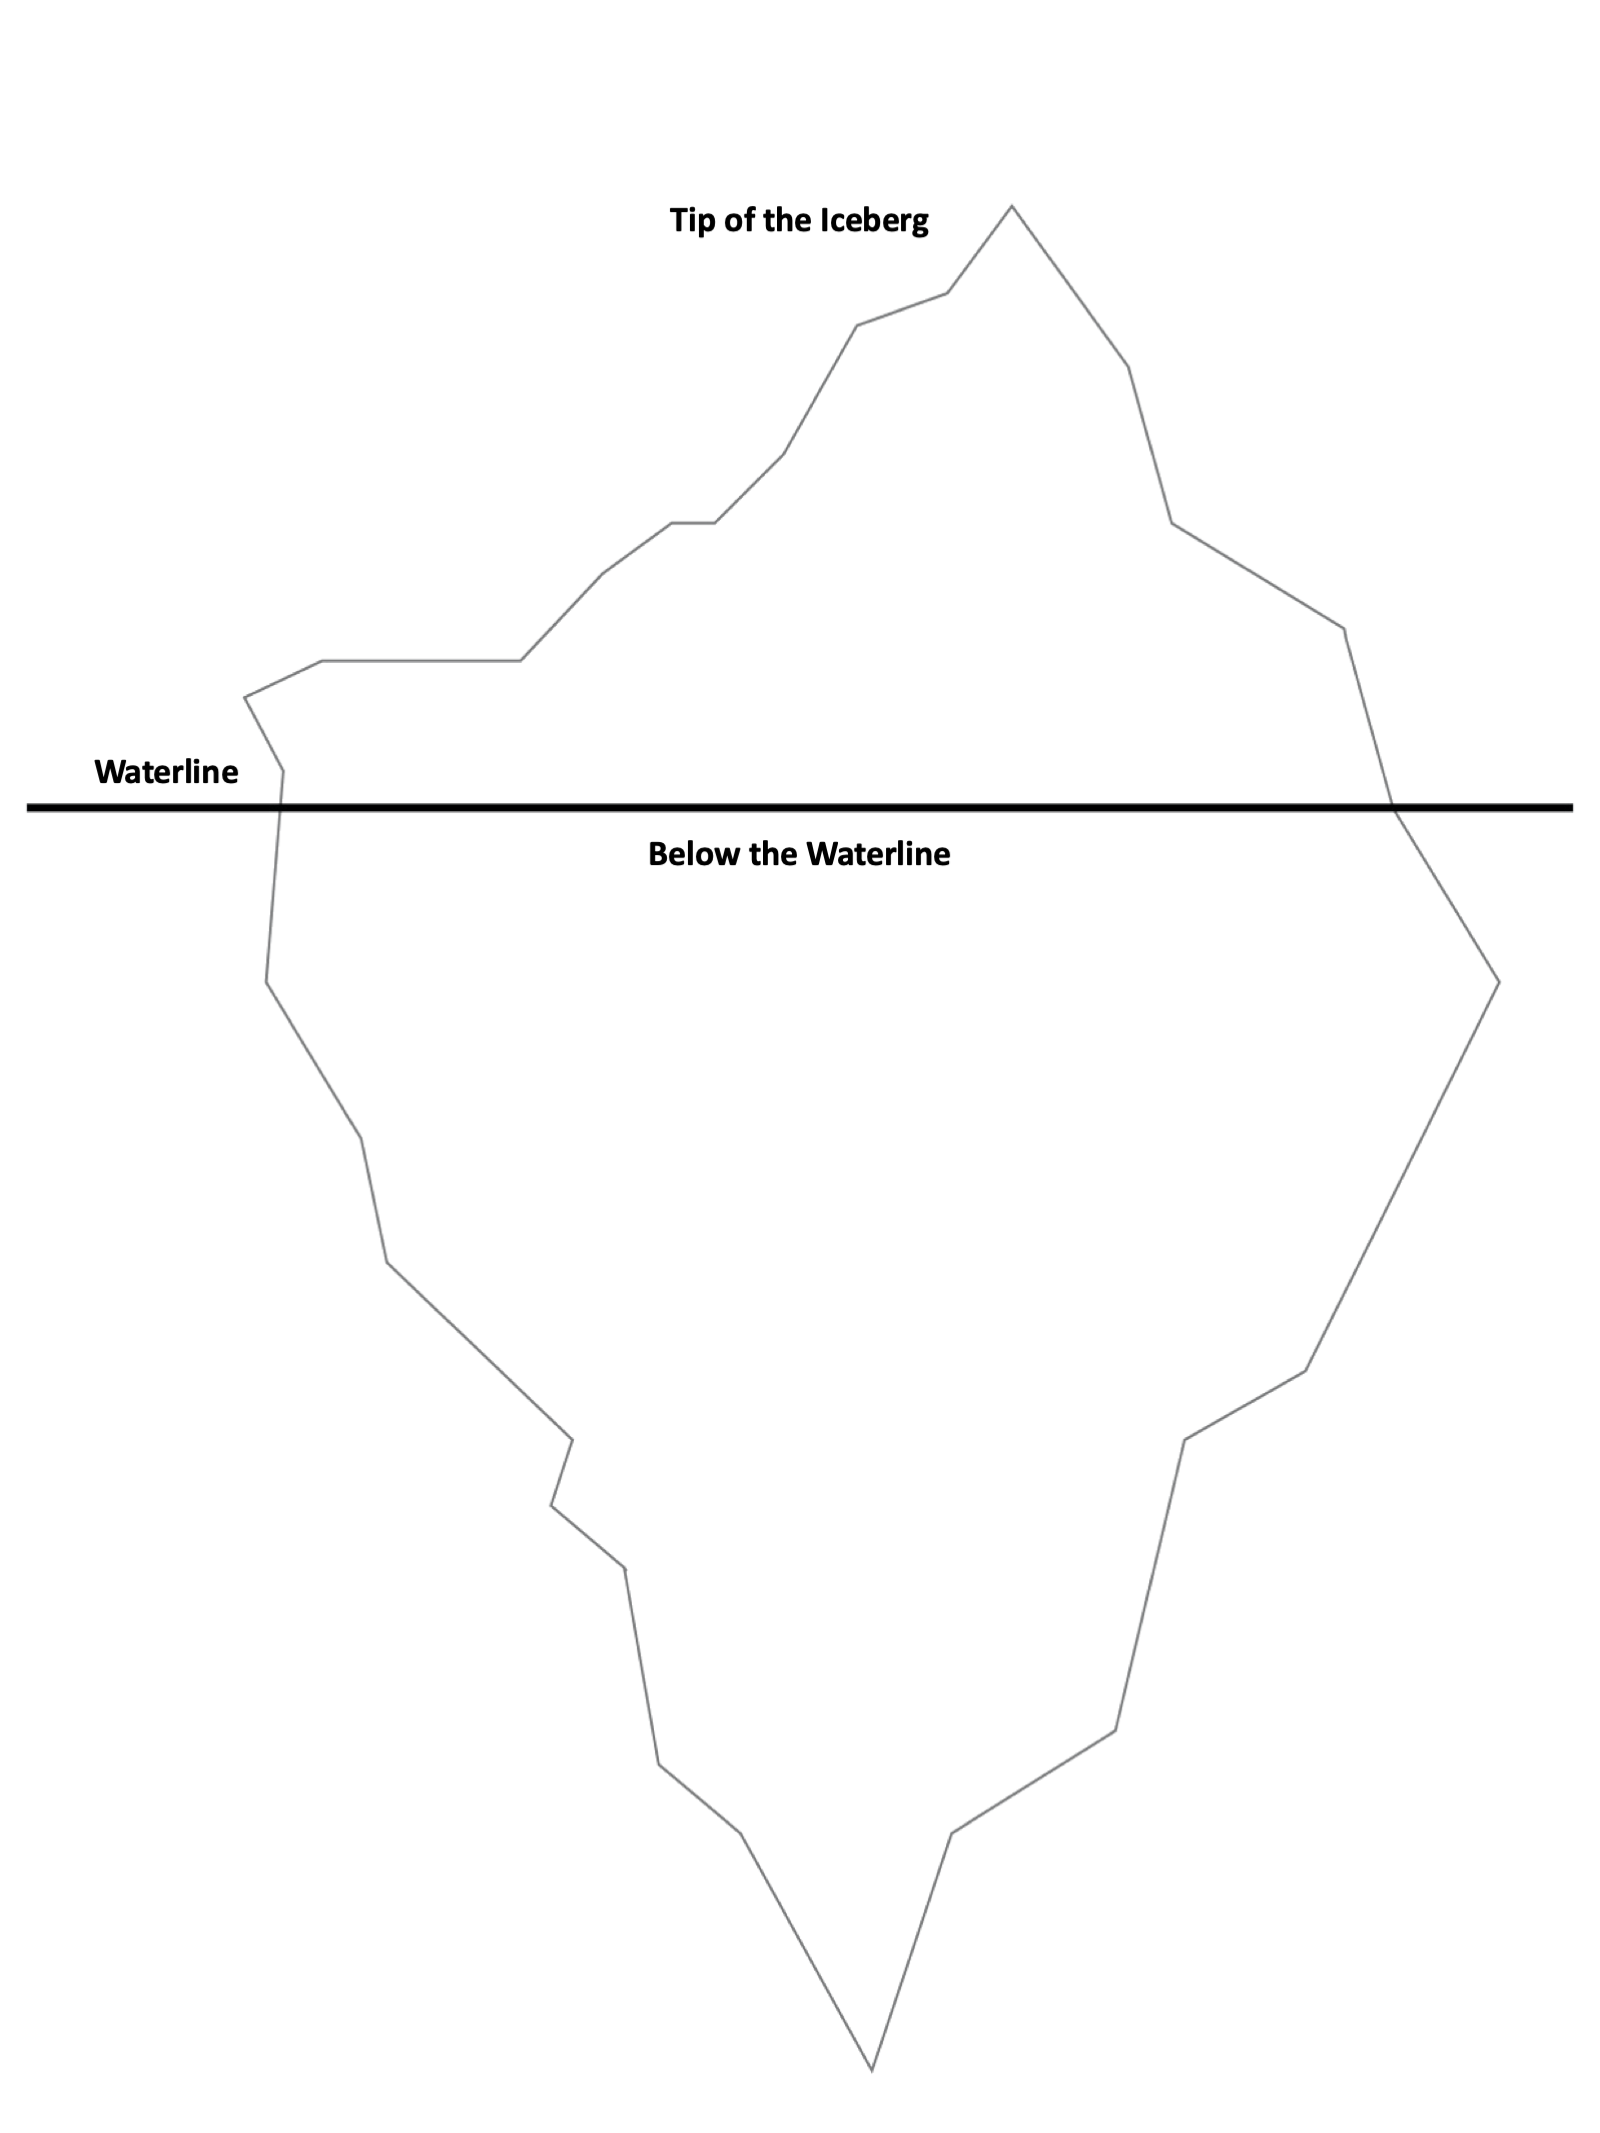 Tip of the Iceberg
Waterline
Below the Waterline